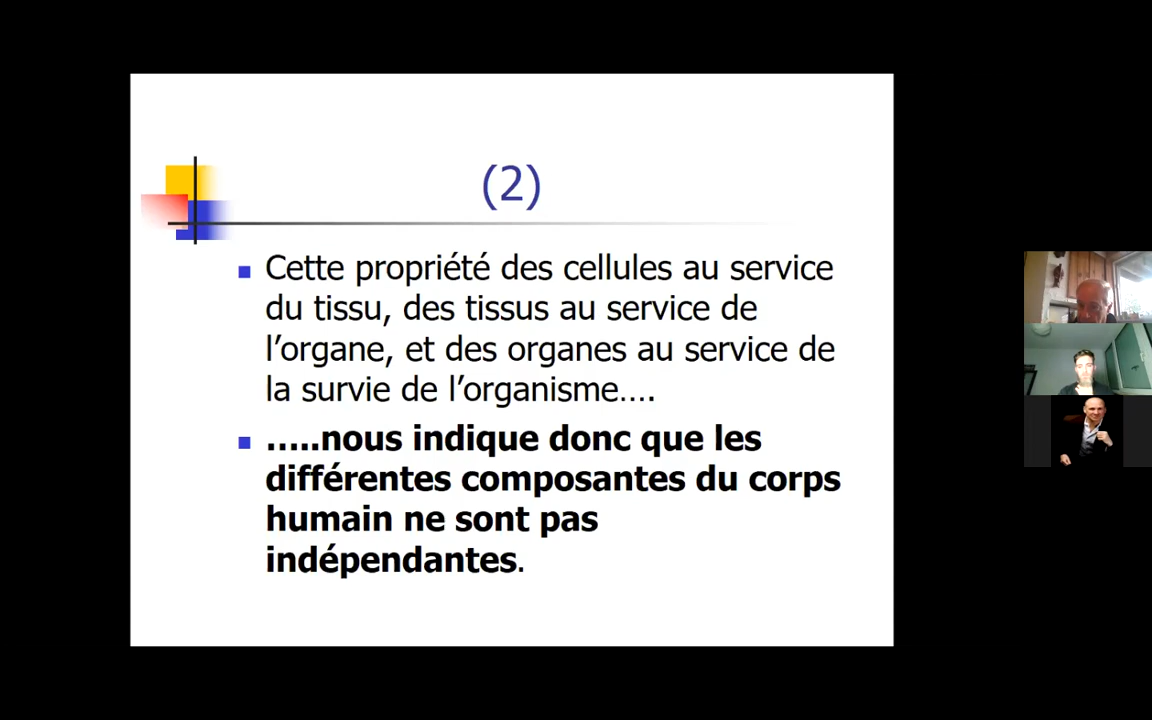 (2)
Cette propriété des cellules au service
du tissu, des tissus au service de
l’organe, et des organes au service de
la survie de l’organisme….
…..nous indique donc que les
différentes composantes du corps
humain ne sont pas
indépendantes.